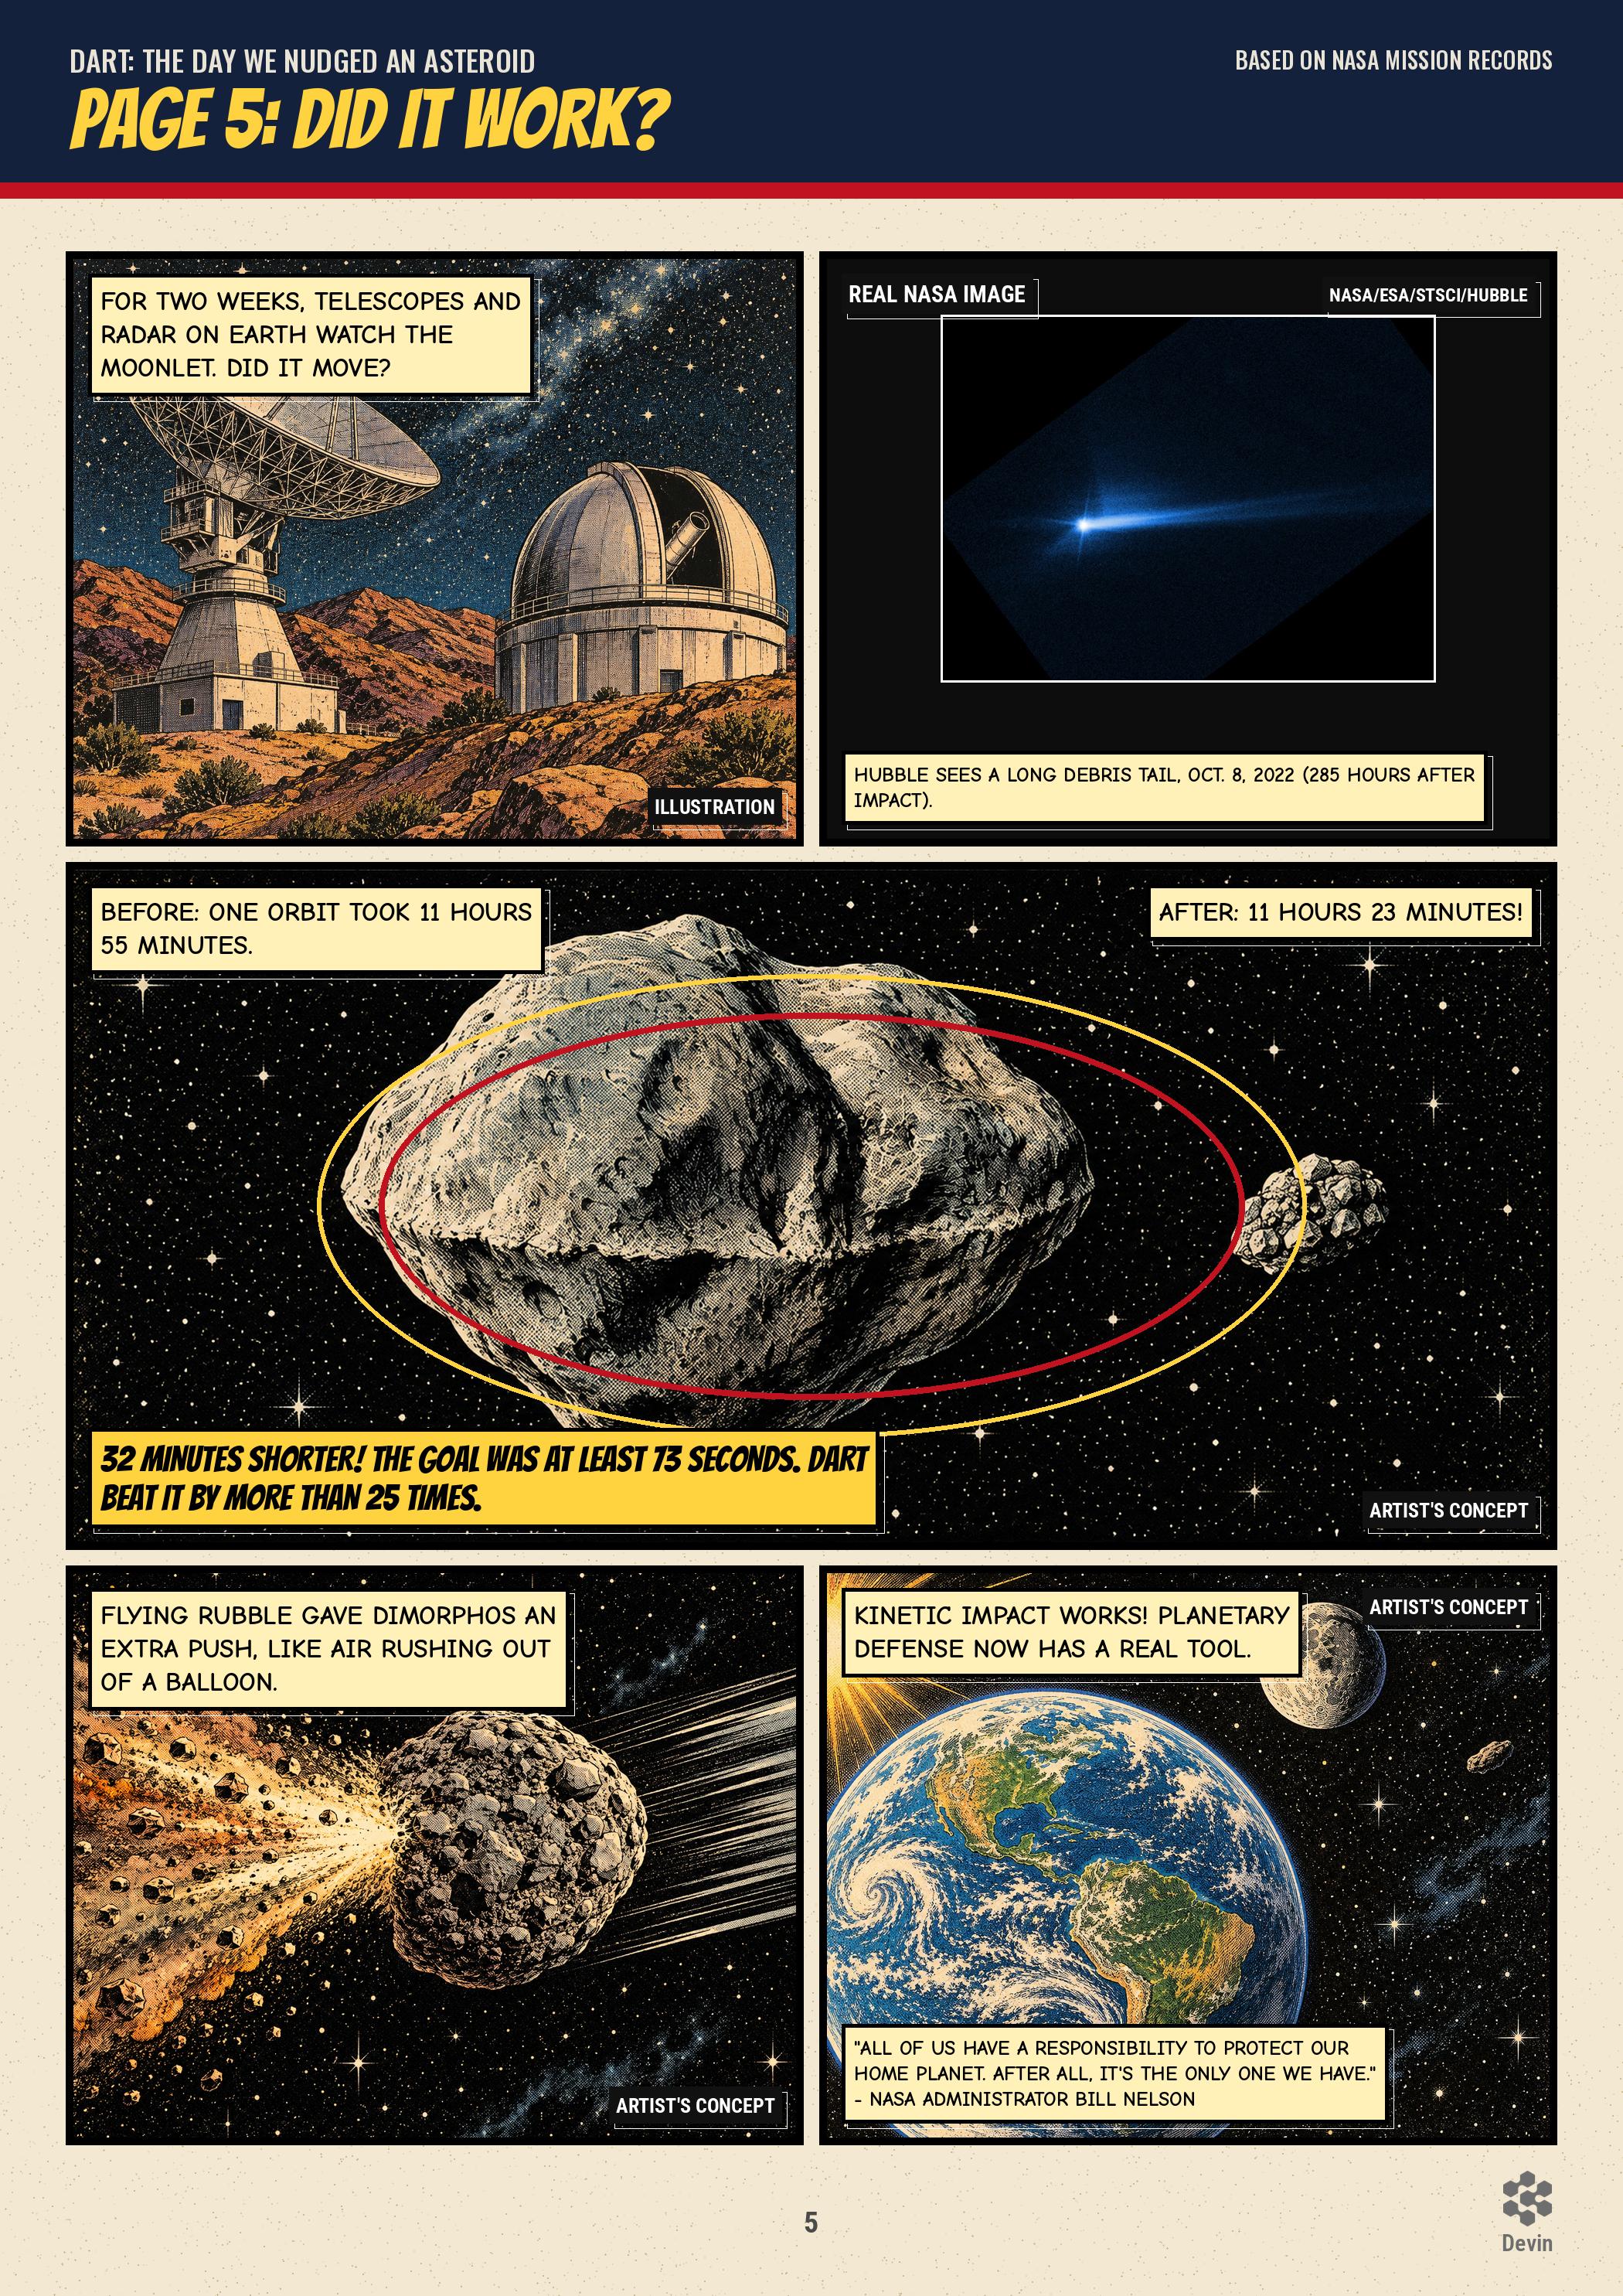 DART: THE DAY WE NUDGED AN ASTEROID
BASED ON NASA MISSION RECORDS
PAGE 5: DID IT WORK?
FOR TWO WEEKS, TELESCOPES AND
RADAR ON EARTH WATCH THE
MOONLET. DID IT MOVE?
ILLUSTRATION
REAL NASA IMAGE
NASA/ESA/STSCI/HUBBLE
HUBBLE SEES A LONG DEBRIS TAIL, OCT. 8, 2022 (285 HOURS AFTER
IMPACT).
BEFORE: ONE ORBIT TOOK 11 HOURS
55 MINUTES.
AFTER: 11 HOURS 23 MINUTES!
32 MINUTES SHORTER! THE GOAL WAS AT LEAST 73 SECONDS. DART
BEAT IT BY MORE THAN 25 TIMES.
ARTIST'S CONCEPT
FLYING RUBBLE GAVE DIMORPHOS AN
EXTRA PUSH, LIKE AIR RUSHING OUT
OF A BALLOON.
ARTIST'S CONCEPT
KINETIC IMPACT WORKS! PLANETARY
DEFENSE NOW HAS A REAL TOOL.
ARTIST'S CONCEPT
"ALL OF US HAVE A RESPONSIBILITY TO PROTECT OUR
HOME PLANET. AFTER ALL, IT'S THE ONLY ONE WE HAVE."
- NASA ADMINISTRATOR BILL NELSON
5
Devin